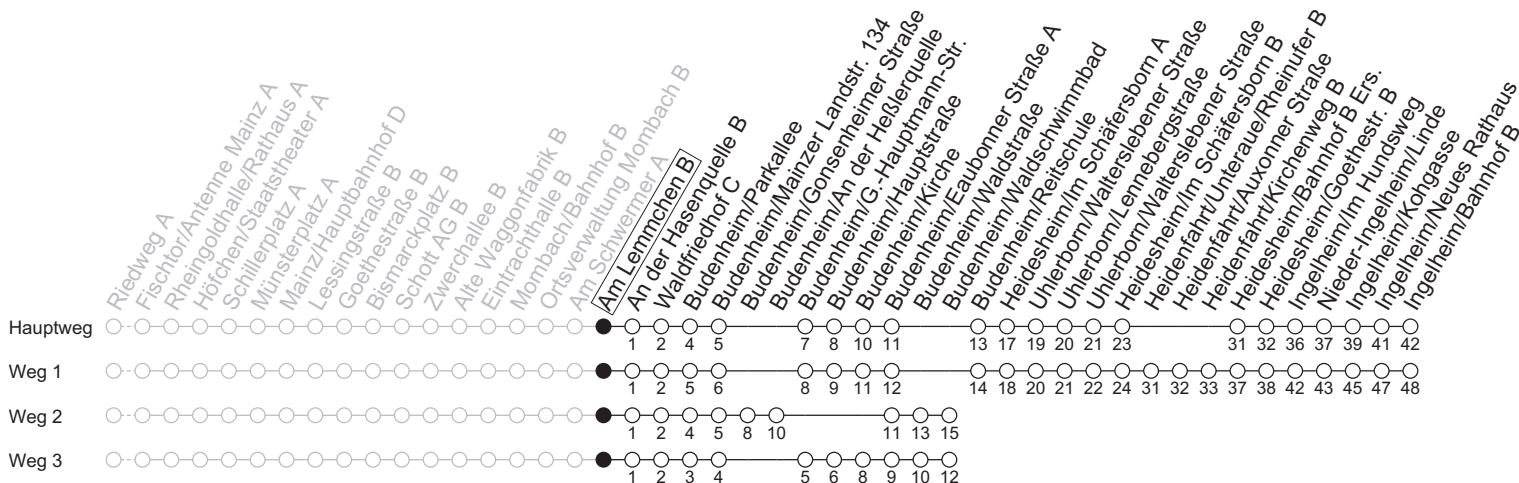 Riedweg A
Fischtor/Antenne Mainz A
Rheingoldhalle/Rathaus A
Höfchen/Staatstheater A
Schillerplatz A
Münsterplatz A
Mainz/Hauptbahnhof D
Lessingstraße B
Goethestraße B
Bismarckplatz B
Schott AG B
Zwerchallee B
Alte Waggonfabrik B
Eintrachthalle B
Mombach/Bahnhof B
Ortsverwaltung Mombach B
Am Schwermer A
Am Lemmchen B
An der Hasenquelle B
Waldfriedhof C
Budenheim/Parkallee
Budenheim/Mainzer Landstr. 134
Budenheim/Gonsenheimer Straße
Budenheim/An der Heßlerquelle
Budenheim/G.-Hauptmann-Str.
Budenheim/Hauptstraße
Budenheim/Kirche
Budenheim/Eaubonner Straße A
Budenheim/Waldstraße
Budenheim/Waldschwimmbad
Budenheim/Reitschule
Heidesheim/Im Schäfersborn A
Uhlerborn/Walterslebener Straße
Uhlerborn/Lennebergstraße
Uhlerborn/Walterslebener Straße
Heidesheim/Im Schäfersborn B
Heidenfahrt/Unteraue/Rheinufer B
Heidenfahrt/Auxonner Straße
Heidenfahrt/Kirchenweg B
Heidesheim/Bahnhof B Ers.
Heidesheim/Goethestr. B
Ingelheim/Im Hundsweg
Nieder-Ingelheim/Linde
Ingelheim/Kohgasse
Ingelheim/Neues Rathaus
Ingelheim/Bahnhof B
Hauptweg
1 2 4 5 7 8 10 11 13 17 19 20 21 23 31 32 36 37 39 41 42
Weg 1
1 2 5 6 8 9 11 12 14 18 20 21 22 24 31 32 33 37 38 42 43 45 47 48
Weg 2
1 2 4 5 8 10 11 13 15
Weg 3
1 2 3 4 5 6 8 9 10 12